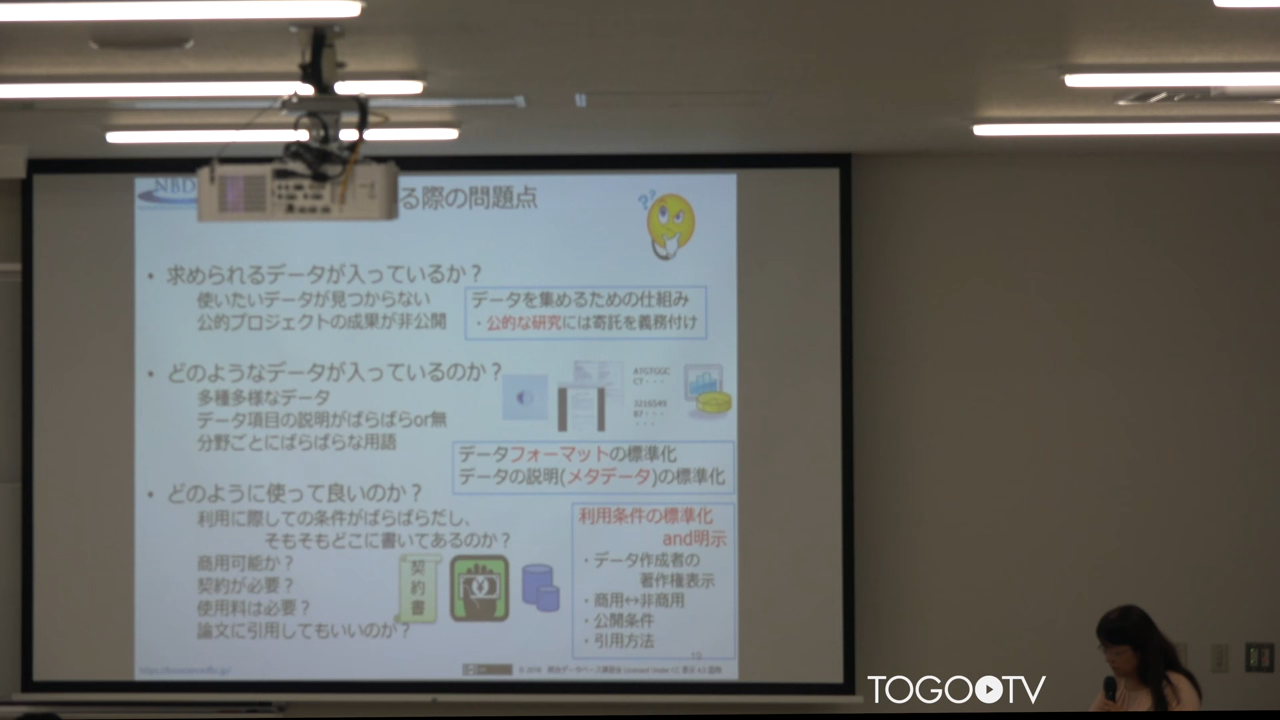 NBD
る際の問題点
??
・求められるデータが入っているか？
使いたいデータが見つからない
公的プロジェクトの成果が非公開
データを集めるための仕組み
・公的な研究には寄託を義務付け
・どのようなデータが入っているのか？
多種多様なデータ
データ項目の説明がばらばらor無
分野ごとにばらばらな用語
ATGTGGC
CT・・・
3216549
87・・・
・・・・
データフォーマットの標準化
データの説明(メタデータ)の標準化
・どのように使って良いのか？
利用に際しての条件がばらばらだし、
そもそもどこに書いてあるのか？
商用可能か？
契約が必要？
使用料は必要？
論文に引用してもいいのか？
契
約
書
¥
利用条件の標準化
and明示
・データ作成者の
著作権表示
・商用↔非商用
・公開条件
・引用方法
TOGOTV